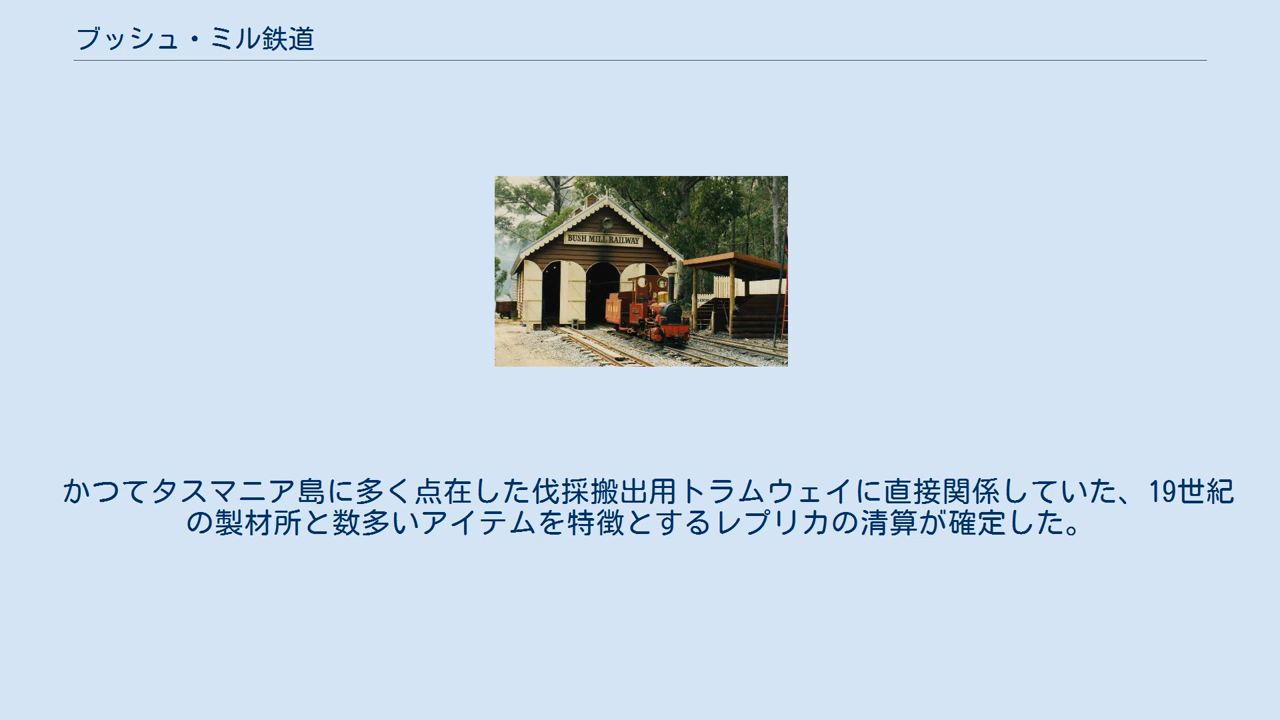 ブッシュ・ミル鉄道
BUSH MILL RAILWAY
かつてタスマニア島に多く点在した伐採搬出用トラムウェイに直接関係していた、19世紀
の製材所と数多いアイテムを特徴とするレプリカの清算が確定した。